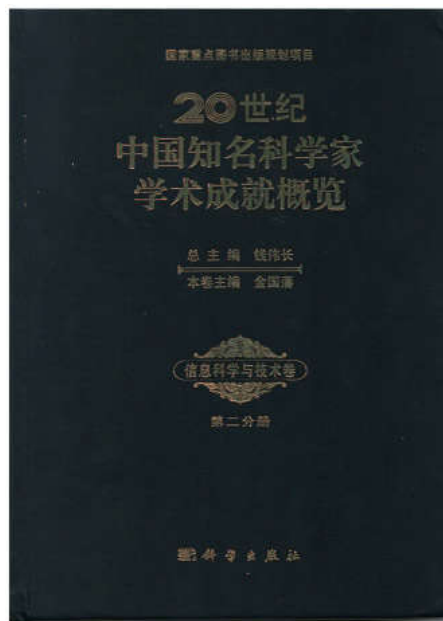 国家重点图书出版规划项目
20世纪
中国知名科学家
学术成就概览
总主编 钱伟长
本卷主编 金国藩
信息科学与技术卷
第二分册
科学出版社